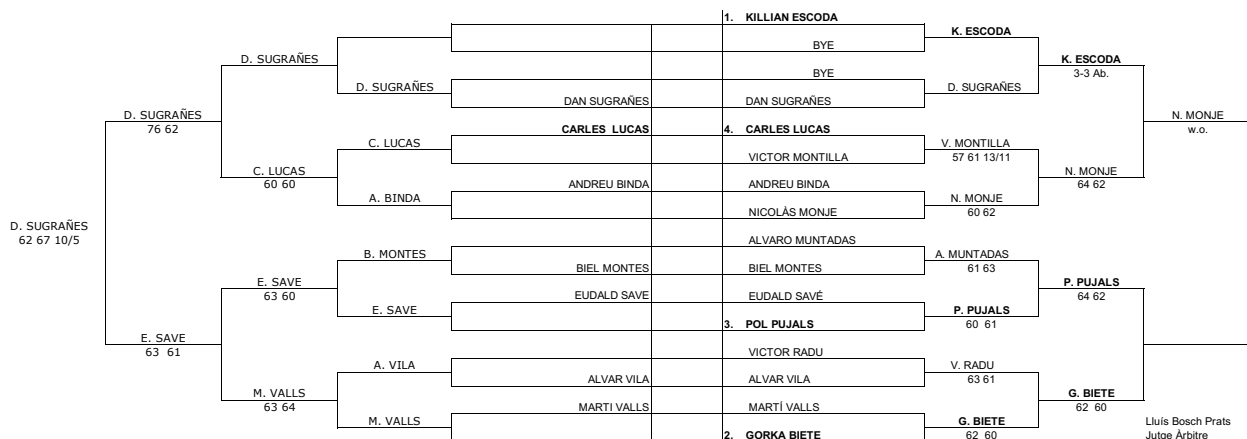 1. KILLIAN ESCODA
K. ESCODA
BYE
D. SUGRAÑES
K. ESCODA
BYE
3-3 Ab.
D. SUGRAÑES
D. SUGRAÑES
DAN SUGRAÑES
DAN SUGRAÑES
D. SUGRAÑES
N. MONJE
76 62
w.o.
CARLES LUCAS
4. CARLES LUCAS
C. LUCAS
V. MONTILLA
VICTOR MONTILLA
57 61 13/11
C. LUCAS
N. MONJE
60 60
64 62
ANDREU BINDA
ANDREU BINDA
A. BINDA
N. MONJE
NICOLÀS MONJE
60 62
D. SUGRAÑES
62 67 10/5
ALVARO MUNTADAS
B. MONTES
A. MUNTADAS
BIEL MONTES
BIEL MONTES
61 63
E. SAVE
P. PUJALS
63 60
64 62
EUDALD SAVE
EUDALD SAVÉ
E. SAVE
P. PUJALS
3. POL PUJALS
60 61
E. SAVE
63 61
VICTOR RADU
A. VILA
V. RADU
ALVAR VILA
ALVAR VILA
63 61
M. VALLS
G. BIETE
63 64
62 60
MARTI VALLS
MARTÍ VALLS
M. VALLS
G. BIETE
Lluís Bosch Prats
2. GORKA BIETE
62 60
Jutge Àrbitre